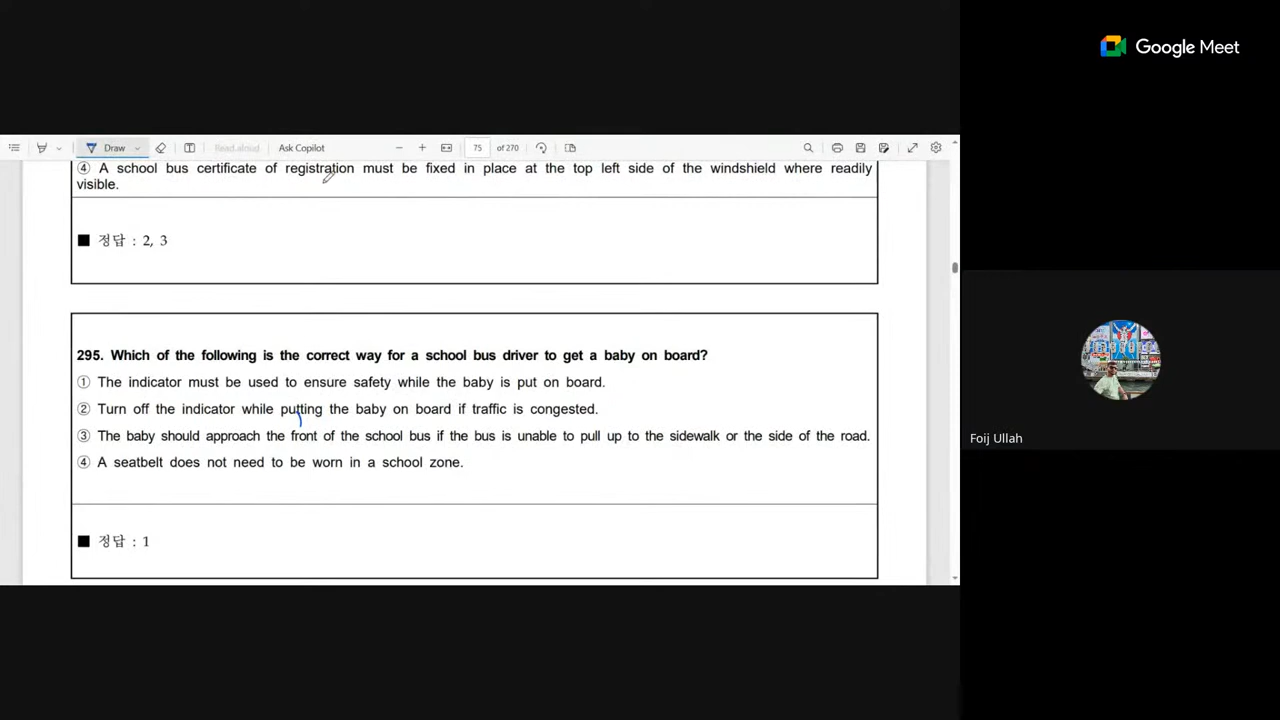 Google Meet
Draw
Read aloud
Ask Copilot
75
of 270
④ A school bus certificate of registration must be fixed in place at the top left side of the windshield where readily
visible.
■ 정답 : 2, 3
295. Which of the following is the correct way for a school bus driver to get a baby on board?
① The indicator must be used to ensure safety while the baby is put on board.
② Turn off the indicator while putting the baby on board if traffic is congested.
③ The baby should approach the front of the school bus if the bus is unable to pull up to the sidewalk or the side of the road.
④ A seatbelt does not need to be worn in a school zone.
■ 정답 : 1
Foij Ullah